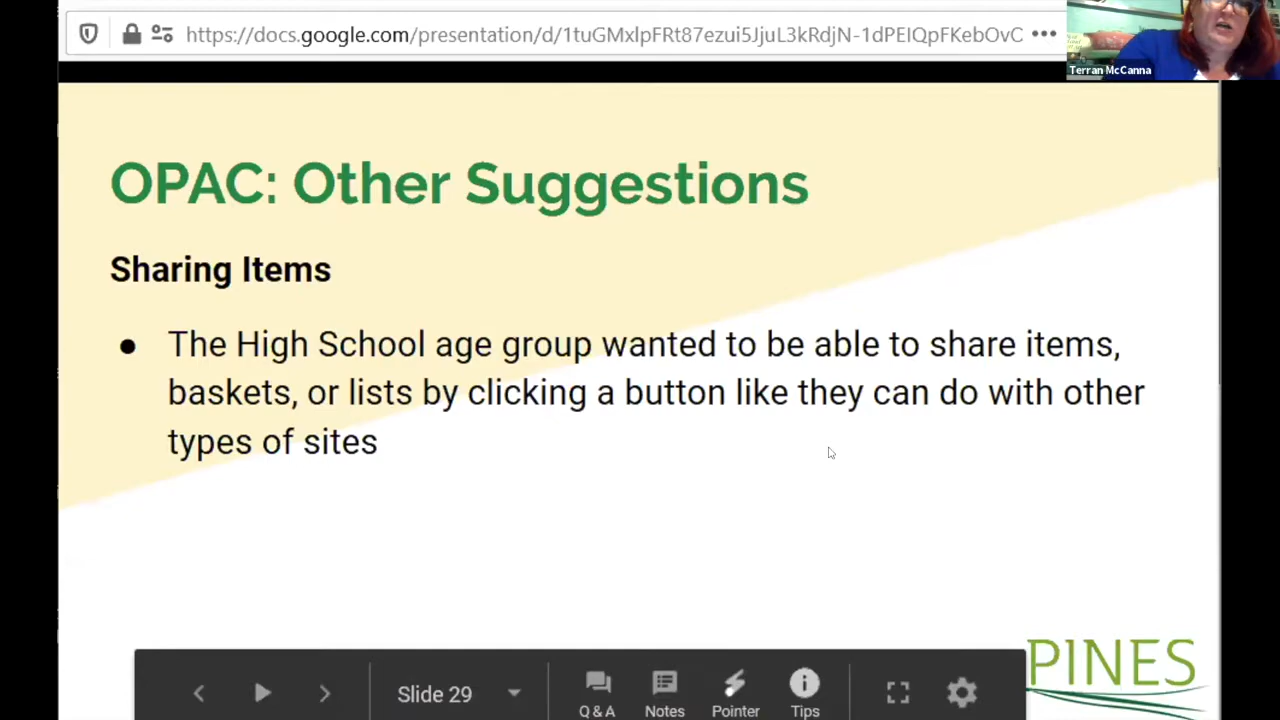 https://docs.google.com/presentation/d/1tuGMxlpFRt87ezui5JjuL3kRdjN-1dPEIQpFKebOvC
Terran McCanna
OPAC: Other Suggestions
Sharing Items
● The High School age group wanted to be able to share items,
baskets, or lists by clicking a button like they can do with other
types of sites
PINES
Slide 29
Q & A
Notes
Pointer
Tips